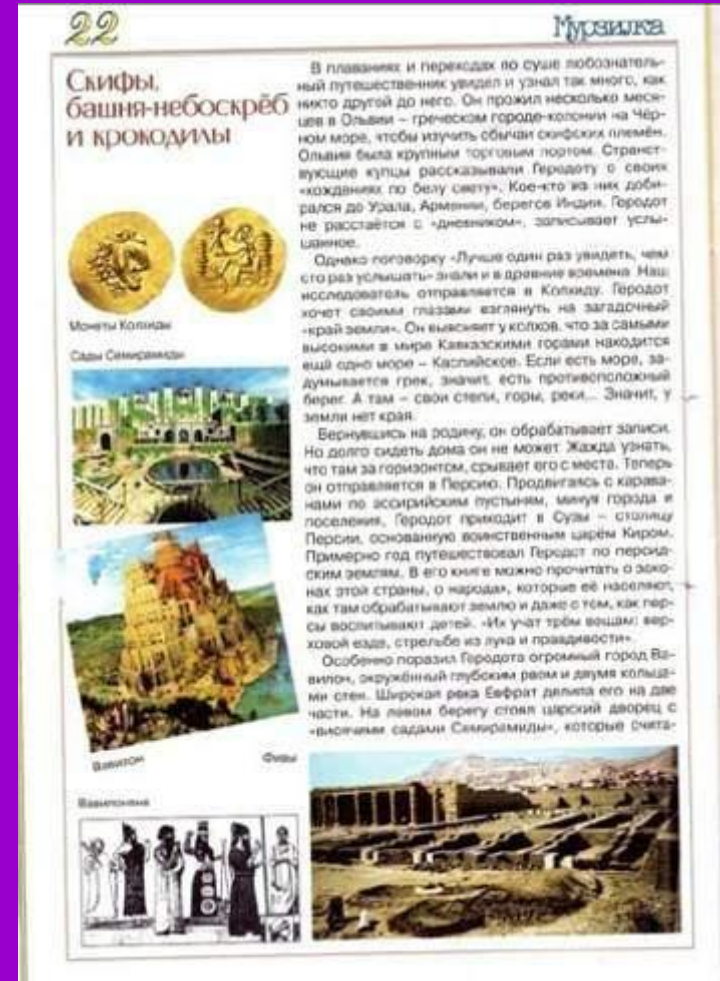 22
Мурзилка
Скифы,
башня-небоскрёб
и крокодилы
В плаваниях и переходах по суше любознатель-
ный путешественник увидел и узнал так много, как
никто другой до него. Он прожил несколько меся-
цев в Ольвии – греческом городе-колонии на Чёр-
ном море, чтобы изучить обычаи скифских племён.
Ольвия была крупным торговым портом. Странст-
вующие купцы рассказывали Геродоту о своих
«хождениях по белу свету». Кое-кто из них доби-
рался до Урала, Армении, берегов Индии. Геродот
не расстаётся с «дневником», записывает услы-
шанное.
Однако поговорку «Лучше один раз увидеть, чем
сто раз услышать» знали и в древние времена. Наш
исследователь отправляется в Колхиду. Геродот
хочет своими глазами взглянуть на загадочный
«край земли». Он выясняет у колхов, что за самыми
высокими в мире Кавказскими горами находится
ещё одно море – Каспийское. Если есть море, за-
думывается грек, значит, есть противоположный
берег. А там – свои степи, горы, реки... Значит, у
земли нет края.
Вернувшись на родину, он обрабатывает записи.
Но долго сидеть дома он не может. Жажда узнать,
что там за горизонтом, срывает его с места. Теперь
он отправляется в Персию. Продвигаясь с карава-
нами по ассирийским пустыням, минуя города и
поселения, Геродот приходит в Сузы – столицу
Персии, основанную воинственным царём Киром.
Примерно год путешествовал Геродот по персид-
ским землям. В его книге можно прочитать о зако-
нах этой страны, о народах, которые её населяют,
как там обрабатывают землю и даже о том, как пер-
сы воспитывают детей. «Их учат трём вещам: вер-
ховой езде, стрельбе из лука и правдивости».
Особенно поразил Геродота огромный город Ва-
вилон, окружённый глубоким рвом и двумя кольца-
ми стен. Широкая река Евфрат делила его на две
части. На левом берегу стоял царский дворец с
«висячими садами Семирамиды», которые счита-
Монеты Колхиды
Сады Семирамиды
Вавилон
Фивы
Вавилоняне